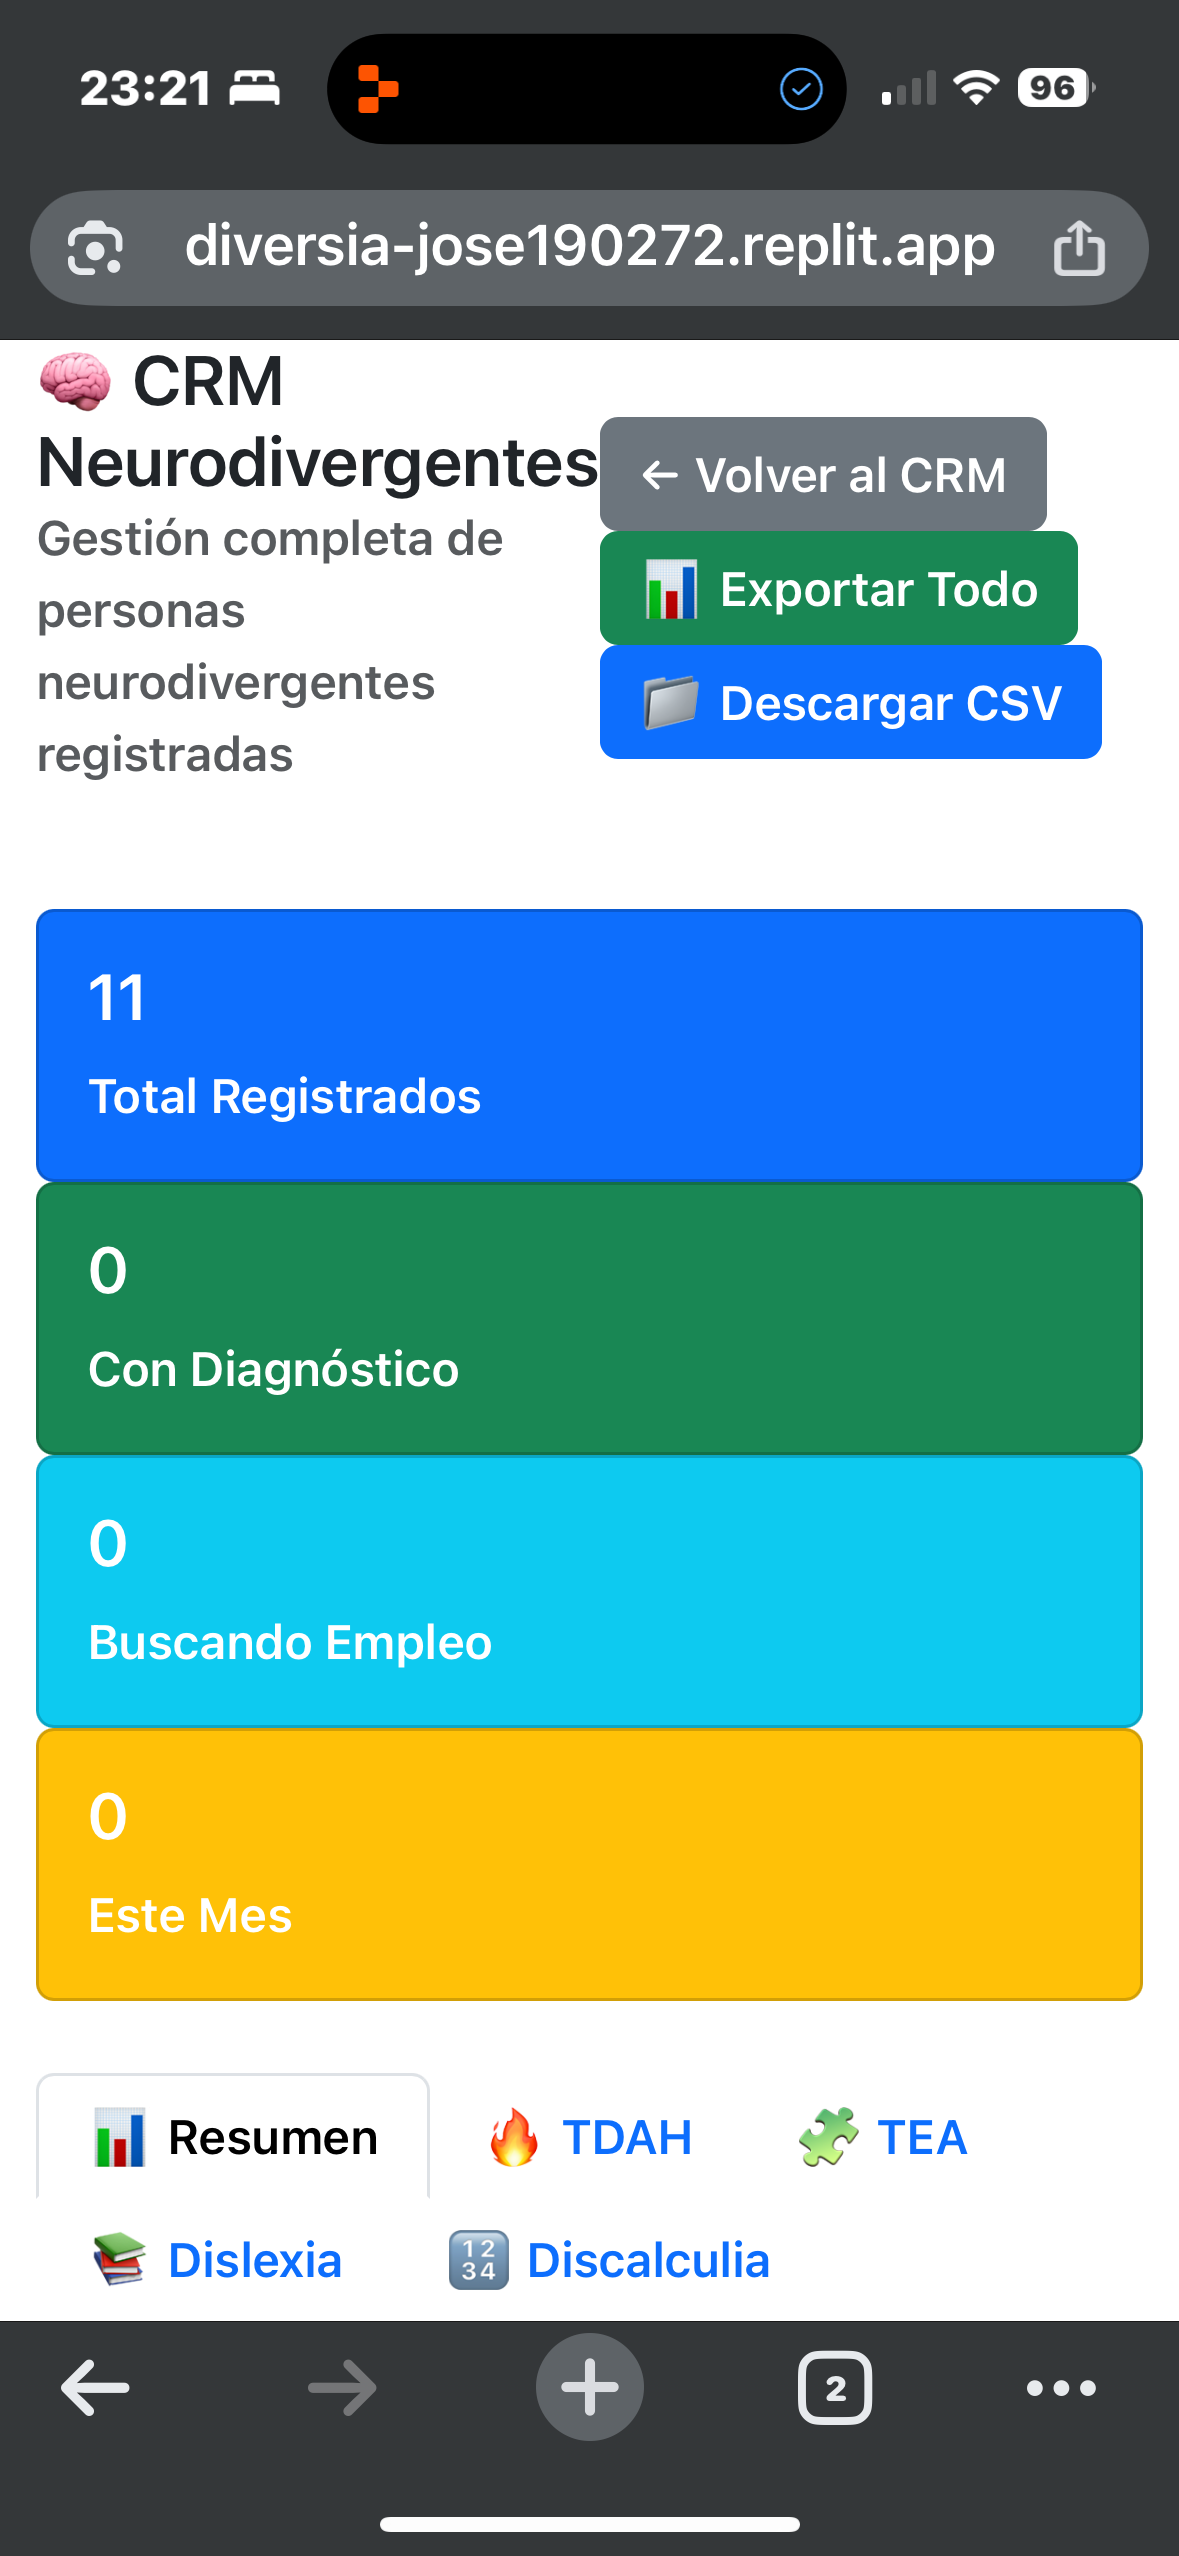 23:21
96
diversia-jose190272.replit.app
🧠 CRM
Neurodivergentes
Gestión completa de
personas
neurodivergentes
registradas
← Volver al CRM
📊 Exportar Todo
📁 Descargar CSV
11
Total Registrados
0
Con Diagnóstico
0
Buscando Empleo
0
Este Mes
📊 Resumen
🔥 TDAH
🧩 TEA
📚 Dislexia
🔢 Discalculia
2